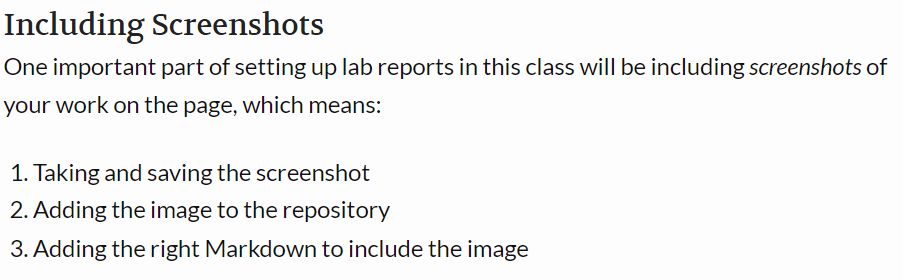 Including Screenshots
One important part of setting up lab reports in this class will be including screenshots of
your work on the page, which means:
1. Taking and saving the screenshot
2. Adding the image to the repository
3. Adding the right Markdown to include the image